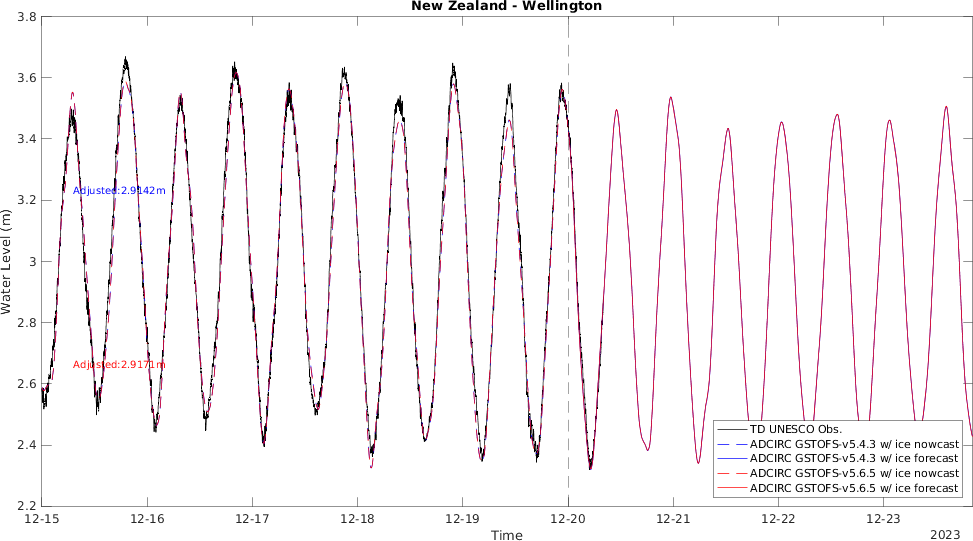 New Zealand - Wellington
3.8
3.6
3.4
3.2
3
2.8
2.6
2.4
2.2
Water Level (m)
Adjusted:2.9142m
Adjusted:2.9171m
TD UNESCO Obs.
ADCIRC GSTOFS-v5.4.3 w/ ice nowcast
ADCIRC GSTOFS-v5.4.3 w/ ice forecast
ADCIRC GSTOFS-v5.6.5 w/ ice nowcast
ADCIRC GSTOFS-v5.6.5 w/ ice forecast
12-15 12-16 12-17 12-18 12-19 12-20 12-21 12-22 12-23
Time
2023